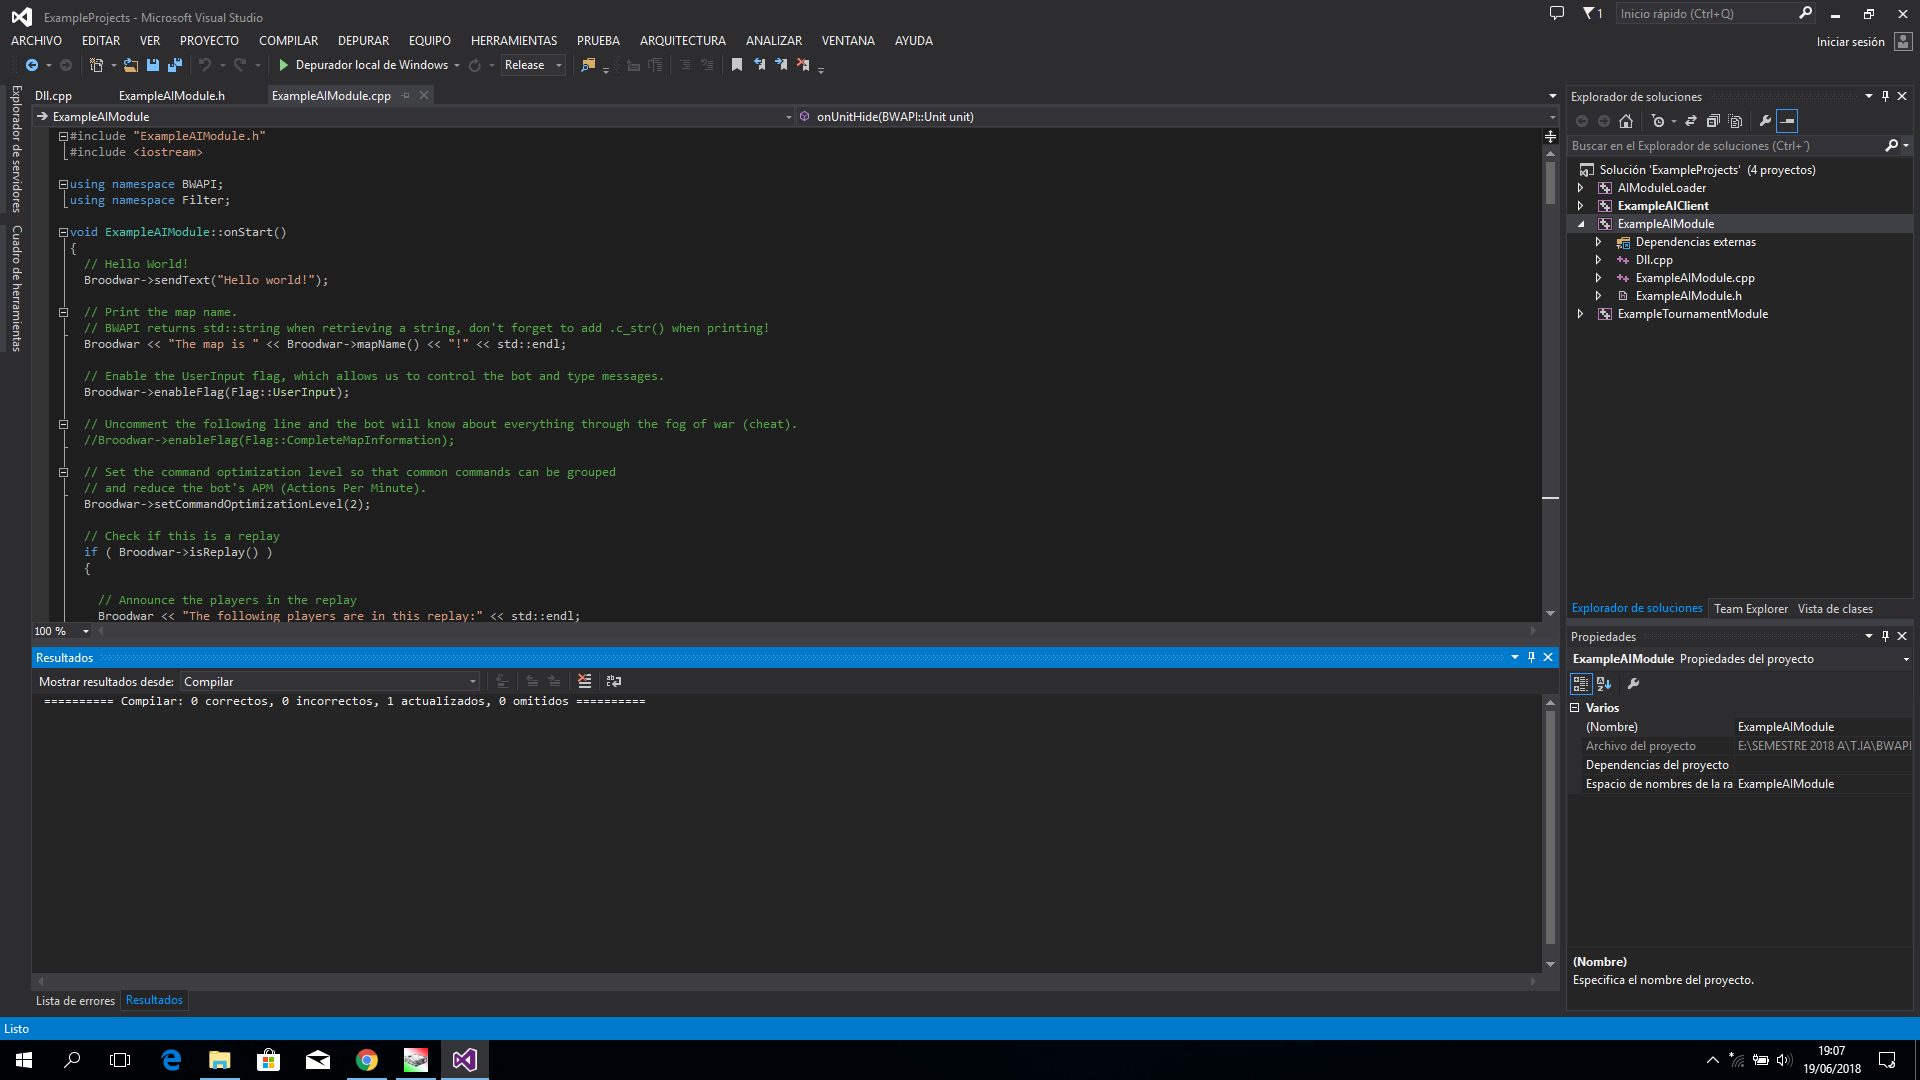 ExampleProjects - Microsoft Visual Studio
1
Inicio rápido (Ctrl+Q)
ARCHIVO EDITAR VER PROYECTO COMPILAR DEPURAR EQUIPO HERRAMIENTAS PRUEBA ARQUITECTURA ANALIZAR VENTANA AYUDA
Iniciar sesión
Depurador local de Windows
Release
Explorador de servidores
Cuadro de herramientas
Dll.cpp
ExampleAIModule.h
ExampleAIModule.cpp
ExampleAIModule
onUnitHide(BWAPI::Unit unit)
#include "ExampleAIModule.h"
#include <iostream>
using namespace BWAPI;
using namespace Filter;
void ExampleAIModule::onStart()
{
// Hello World!
Broodwar->sendText("Hello world!");
// Print the map name.
// BWAPI returns std::string when retrieving a string, don't forget to add .c_str() when printing!
Broodwar << "The map is " << Broodwar->mapName() << "!" << std::endl;
// Enable the UserInput flag, which allows us to control the bot and type messages.
Broodwar->enableFlag(Flag::UserInput);
// Uncomment the following line and the bot will know about everything through the fog of war (cheat).
//Broodwar->enableFlag(Flag::CompleteMapInformation);
// Set the command optimization level so that common commands can be grouped
// and reduce the bot's APM (Actions Per Minute).
Broodwar->setCommandOptimizationLevel(2);
// Check if this is a replay
if ( Broodwar->isReplay() )
{
// Announce the players in the replay
Broodwar << "The following players are in this replay:" << std::endl;
100 %
Resultados
Mostrar resultados desde: Compilar
========== Compilar: 0 correctos, 0 incorrectos, 1 actualizados, 0 omitidos ==========
Lista de errores
Resultados
Explorador de soluciones
Buscar en el Explorador de soluciones (Ctrl+´)
Solución 'ExampleProjects' (4 proyectos)
AIModuleLoader
ExampleAIClient
ExampleAIModule
Dependencias externas
Dll.cpp
ExampleAIModule.cpp
ExampleAIModule.h
ExampleTournamentModule
Explorador de soluciones
Team Explorer
Vista de clases
Propiedades
ExampleAIModule Propiedades del proyecto
Varios
(Nombre) ExampleAIModule
Archivo del proyecto E:\SEMESTRE 2018 A\T.IA\BWAPI
Dependencias del proyecto
Espacio de nombres de la ra ExampleAIModule
(Nombre)
Especifica el nombre del proyecto.
Listo
19:07
19/06/2018